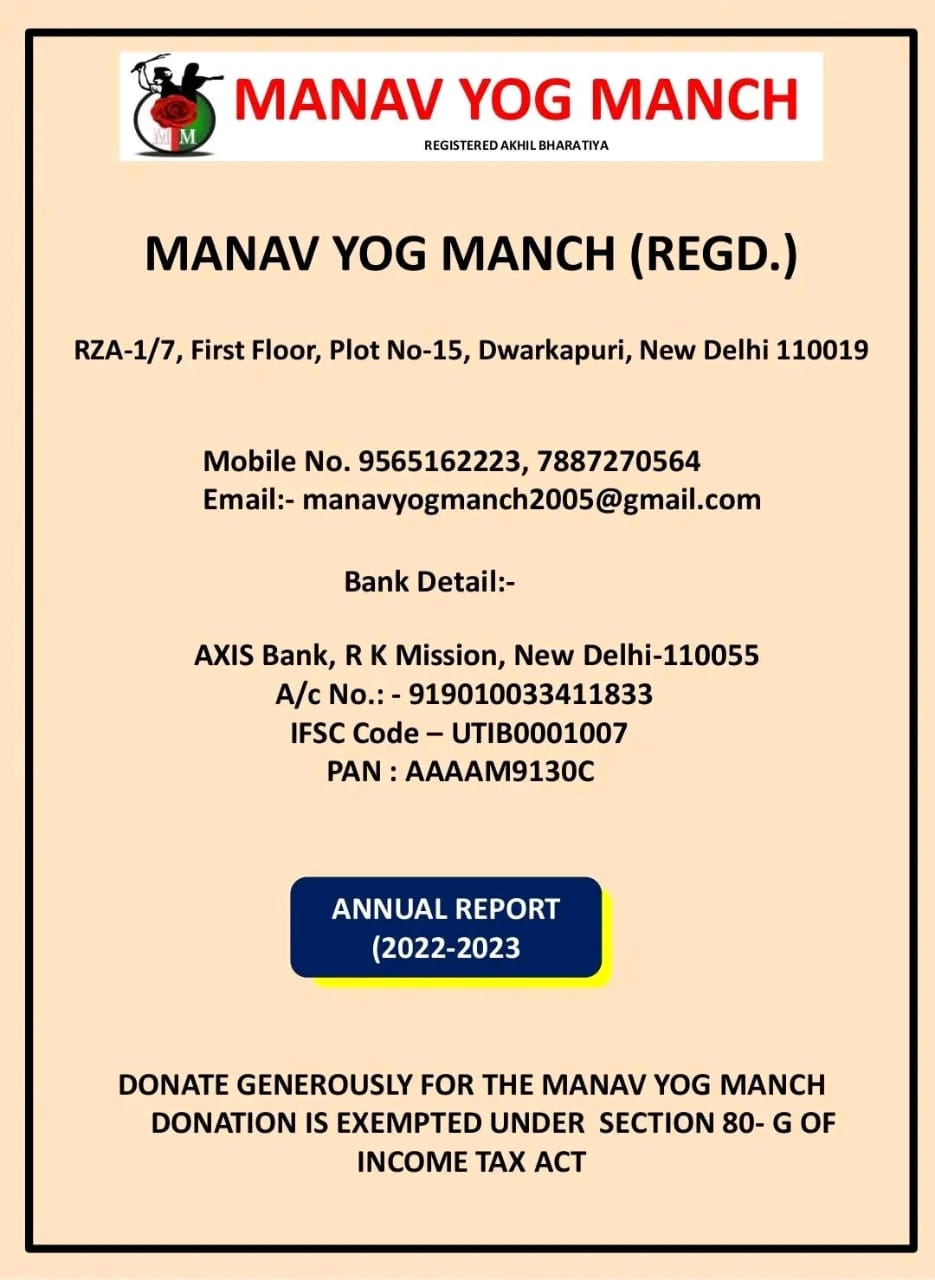 MM
MANAV YOG MANCH
REGISTERED AKHIL BHARATIYA
MANAV YOG MANCH (REGD.)
RZA-1/7, First Floor, Plot No-15, Dwarkapuri, New Delhi 110019
Mobile No. 9565162223, 7887270564
Email:- manavyogmanch2005@gmail.com
Bank Detail:-
AXIS Bank, R K Mission, New Delhi-110055
A/c No.: - 919010033411833
IFSC Code – UTIB0001007
PAN : AAAAM9130C
ANNUAL REPORT
(2022-2023
DONATE GENEROUSLY FOR THE MANAV YOG MANCH
DONATION IS EXEMPTED UNDER SECTION 80- G OF
INCOME TAX ACT